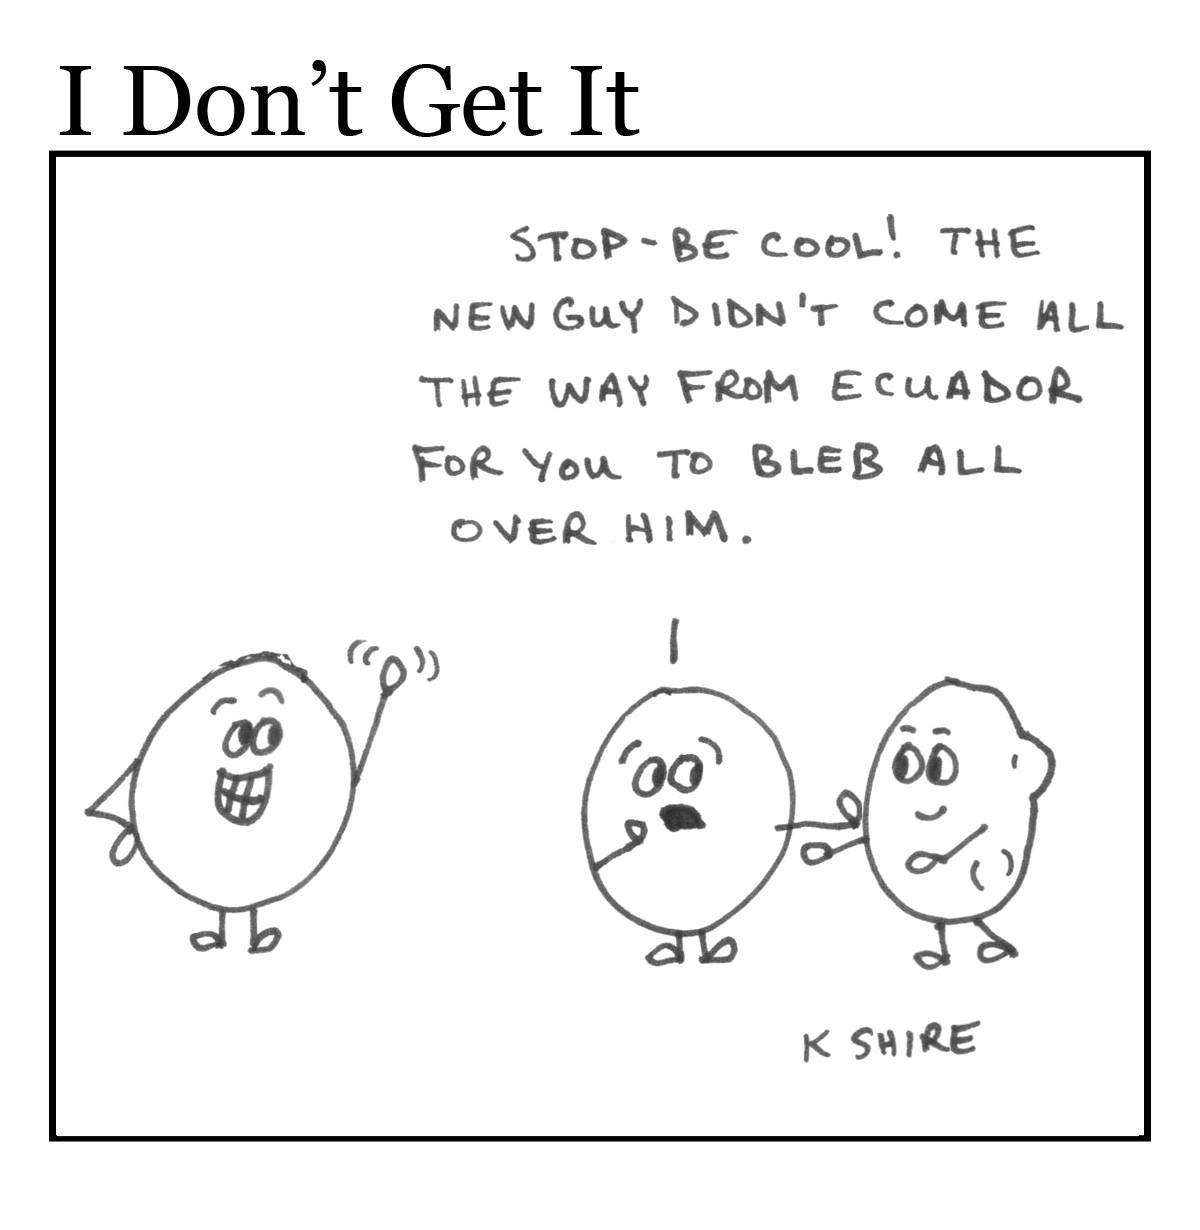 I Don’t Get It
STOP-BE COOL! THE
NEW GUY DIDN'T COME ALL
THE WAY FROM ECUADOR
FOR YOU TO BLEB ALL
OVER HIM.
K SHIRE